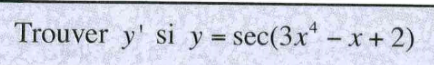 Trouver y' si y = sec(3x⁴ − x + 2)